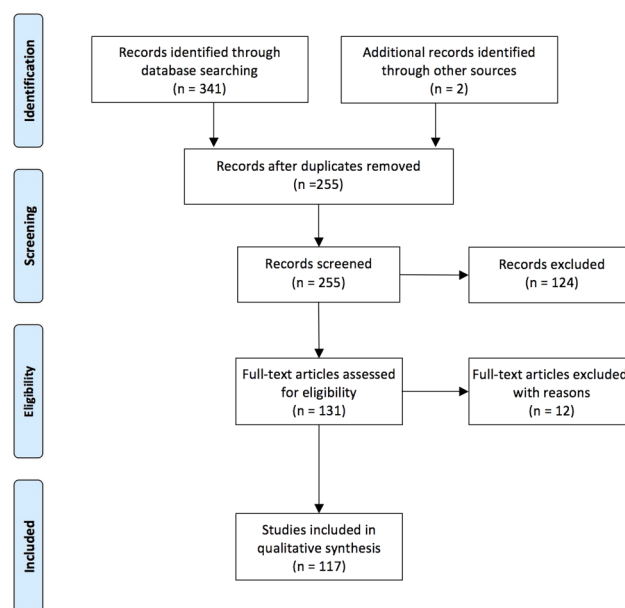 Identification
Records identified through
database searching
(n = 341)
Additional records identified
through other sources
(n = 2)
Records after duplicates removed
(n =255)
Screening
Records screened
(n = 255)
Records excluded
(n = 124)
Eligibility
Full-text articles assessed
for eligibility
(n = 131)
Full-text articles excluded
with reasons
(n = 12)
Included
Studies included in
qualitative synthesis
(n = 117)